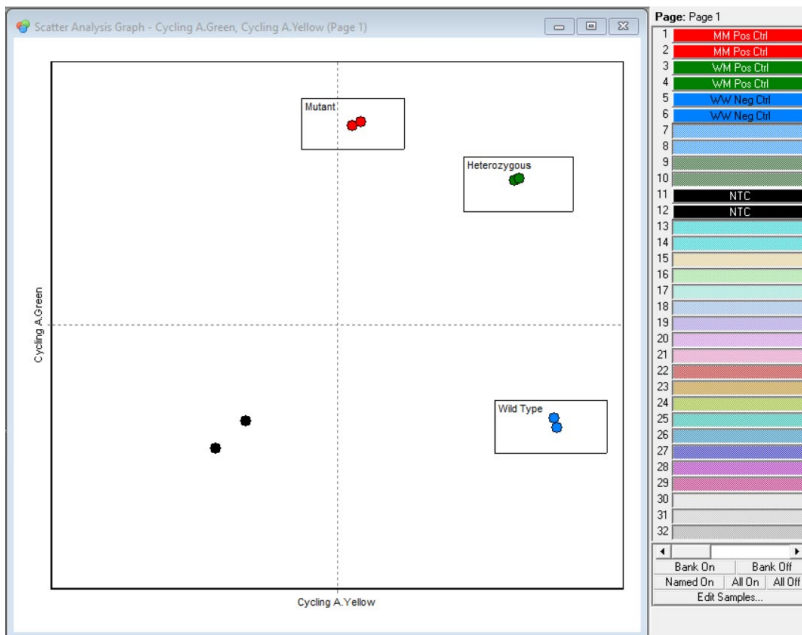 Scatter Analysis Graph - Cycling A.Green, Cycling A.Yellow (Page 1)
Mutant
Heterozygous
Wild Type
Cycling A.Green
Cycling A.Yellow
Page: Page 1
1 MM Pos Ctrl
2 MM Pos Ctrl
3 WM Pos Ctrl
4 WM Pos Ctrl
5 WW Neg Ctrl
6 WW Neg Ctrl
7
8
9
10
11 NTC
12 NTC
13
14
15
16
17
18
19
20
21
22
23
24
25
26
27
28
29
30
31
32
Bank On Bank Off
Named On All On All Off
Edit Samples...